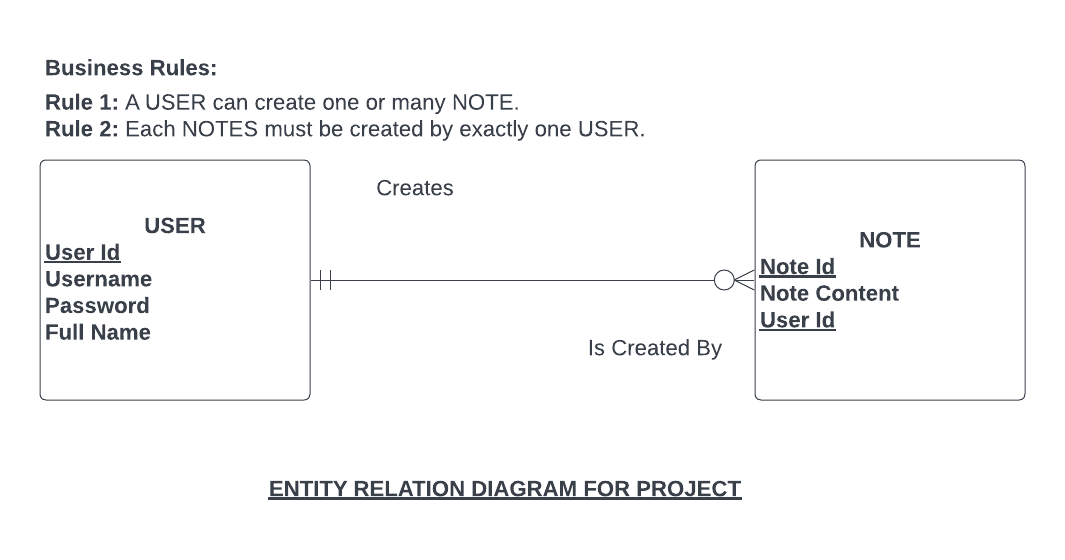 Business Rules:
Rule 1: A USER can create one or many NOTE.
Rule 2: Each NOTES must be created by exactly one USER.
Creates
USER
User Id
Username
Password
Full Name
NOTE
Note Id
Note Content
User Id
Is Created By
ENTITY RELATION DIAGRAM FOR PROJECT